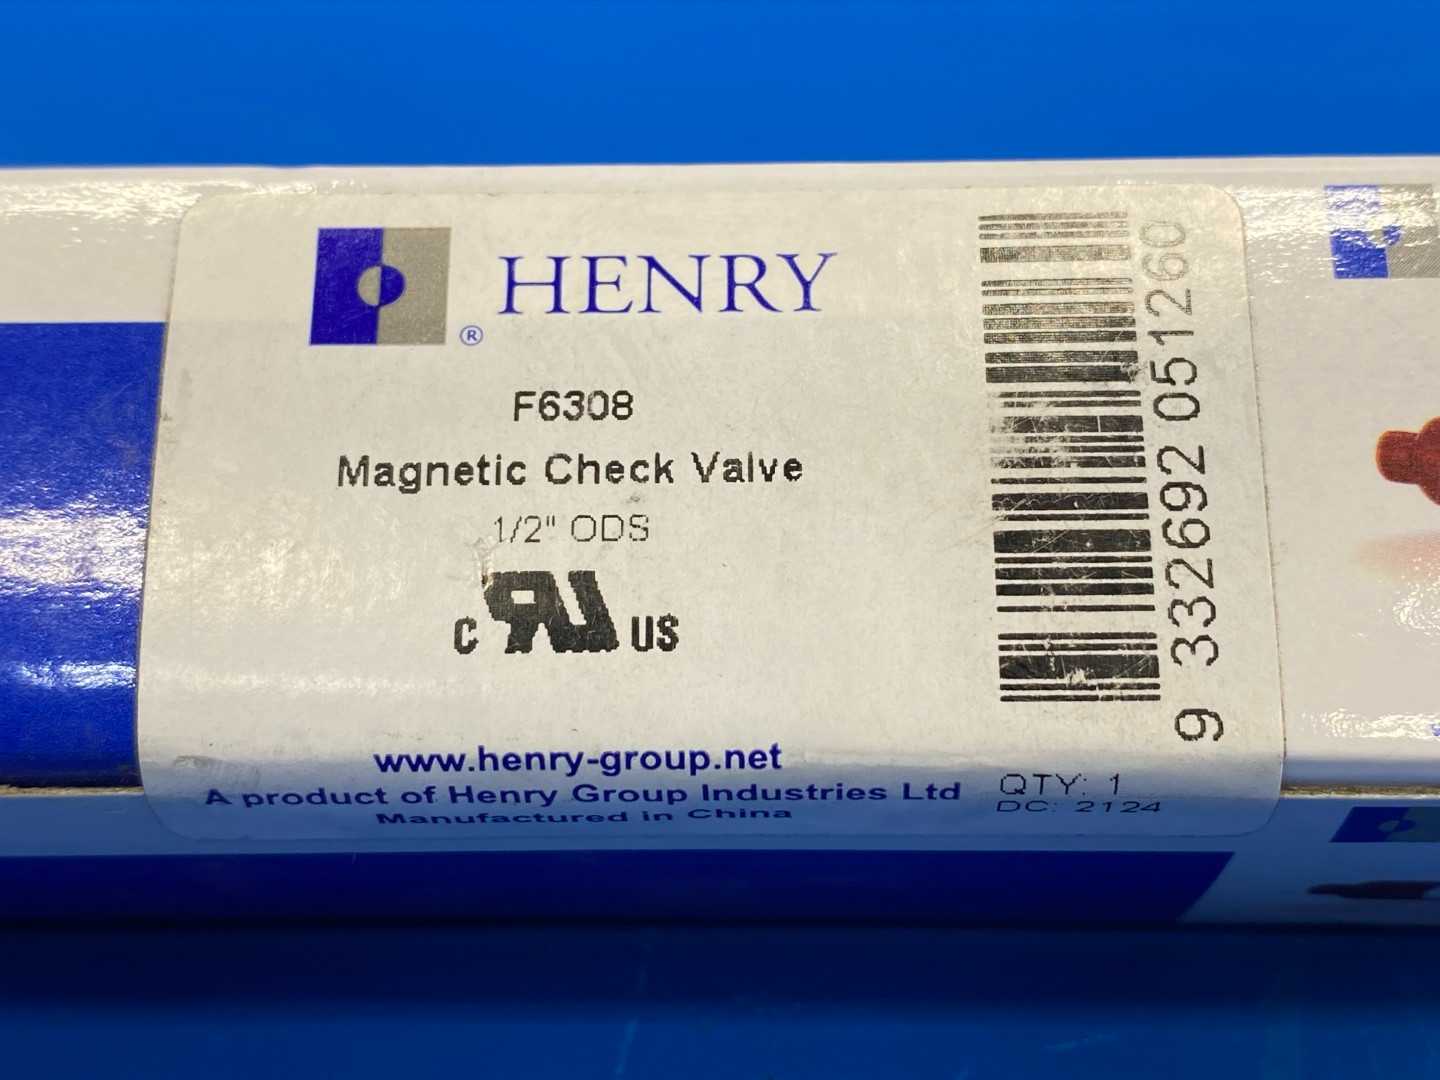 HENRY
®
F6308
Magnetic Check Valve
1/2" ODS
c RU US
www.henry-group.net
A product of Henry Group Industries Ltd
Manufactured in China
9 332692 051260
QTY: 1
DC: 2124